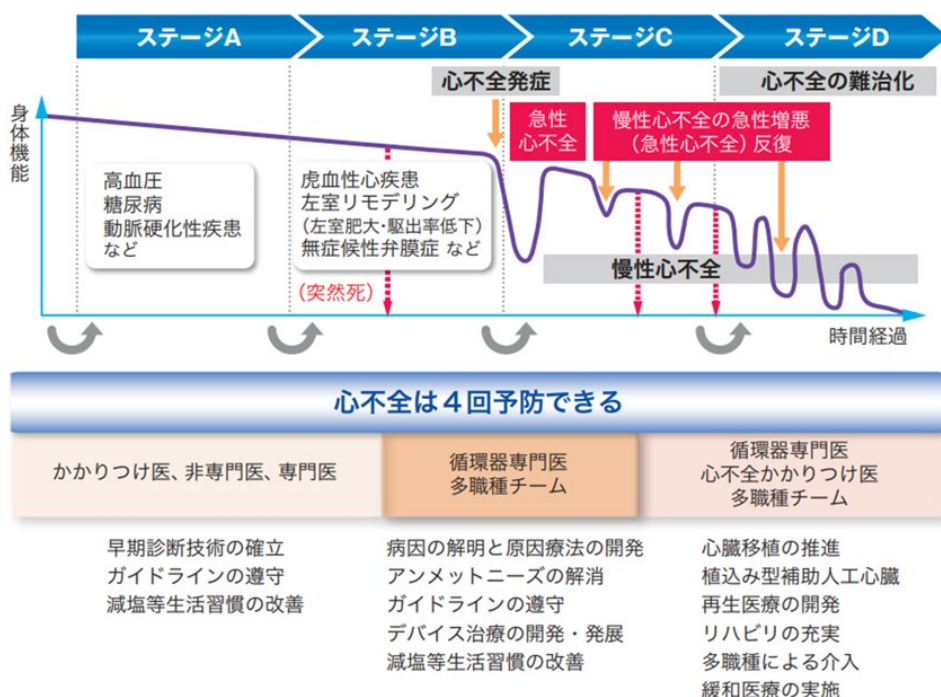 ステージA
ステージB
ステージC
ステージD
心不全発症
心不全の難治化
身体機能
急性
心不全
慢性心不全の急性増悪
(急性心不全)反復
高血圧
糖尿病
動脈硬化性疾患
など
虚血性心疾患
左室リモデリング
(左室肥大・駆出率低下)
無症候性弁膜症 など
(突然死)
慢性心不全
時間経過
心不全は4回予防できる
かかりつけ医、非専門医、専門医
循環器専門医
多職種チーム
循環器専門医
心不全かかりつけ医
多職種チーム
早期診断技術の確立
ガイドラインの遵守
減塩等生活習慣の改善
病因の解明と原因療法の開発
アンメットニーズの解消
ガイドラインの遵守
デバイス治療の開発・発展
減塩等生活習慣の改善
心臓移植の推進
植込み型補助人工心臓
再生医療の開発
リハビリの充実
多職種による介入
緩和医療の実施